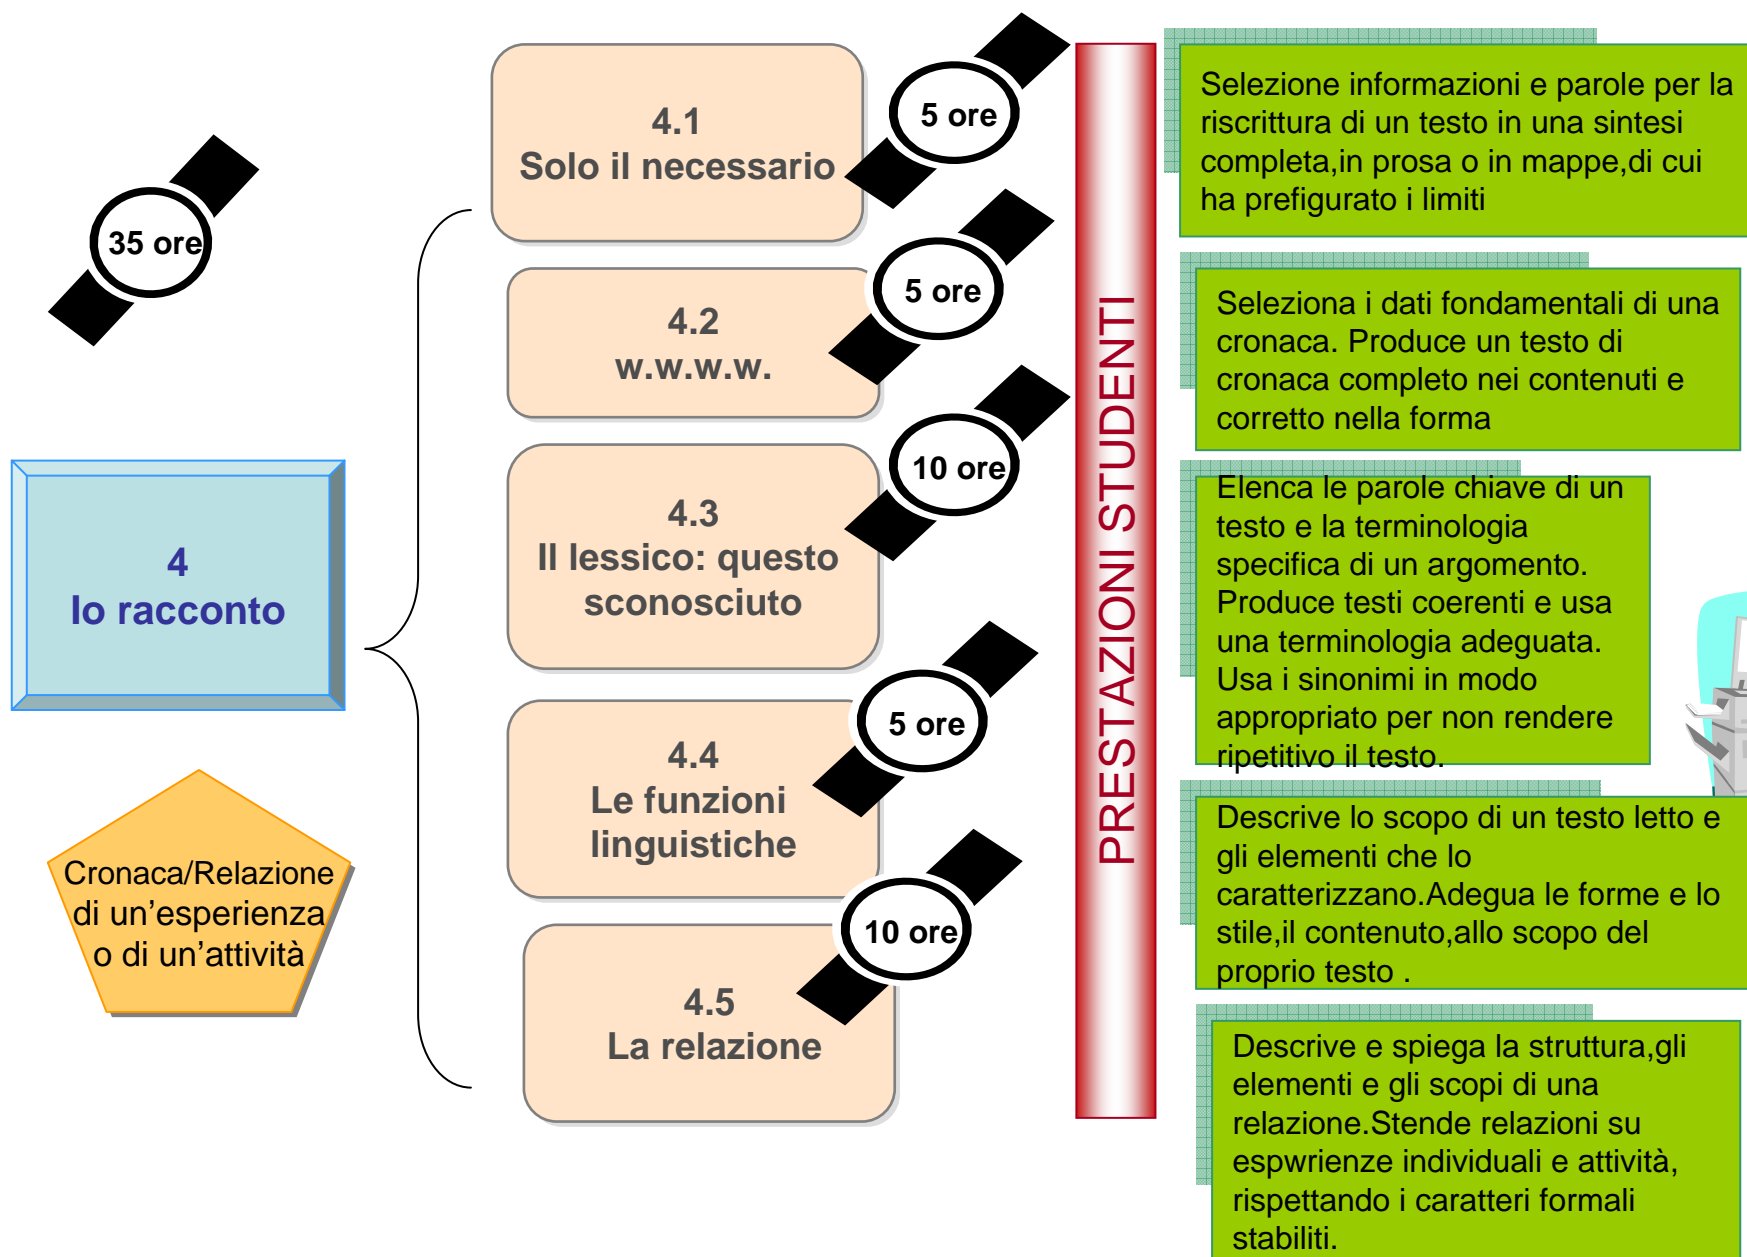 35 ore
4
Io racconto
Cronaca/Relazione
di un’esperienza
o di un’attività
4.1
Solo il necessario
5 ore
4.2
w.w.w.w.
5 ore
4.3
Il lessico: questo
sconosciuto
10 ore
4.4
Le funzioni
linguistiche
5 ore
4.5
La relazione
10 ore
PRESTAZIONI STUDENTI
Selezione informazioni e parole per la
riscrittura di un testo in una sintesi
completa,in prosa o in mappe,di cui
ha prefigurato i limiti
Seleziona i dati fondamentali di una
cronaca. Produce un testo di
cronaca completo nei contenuti e
corretto nella forma
Elenca le parole chiave di un
testo e la terminologia
specifica di un argomento.
Produce testi coerenti e usa
una terminologia adeguata.
Usa i sinonimi in modo
appropriato per non rendere
ripetitivo il testo.
Descrive lo scopo di un testo letto e
gli elementi che lo
caratterizzano.Adegua le forme e lo
stile,il contenuto,allo scopo del
proprio testo .
Descrive e spiega la struttura,gli
elementi e gli scopi di una
relazione.Stende relazioni su
espwrienze individuali e attività,
rispettando i caratteri formali
stabiliti.